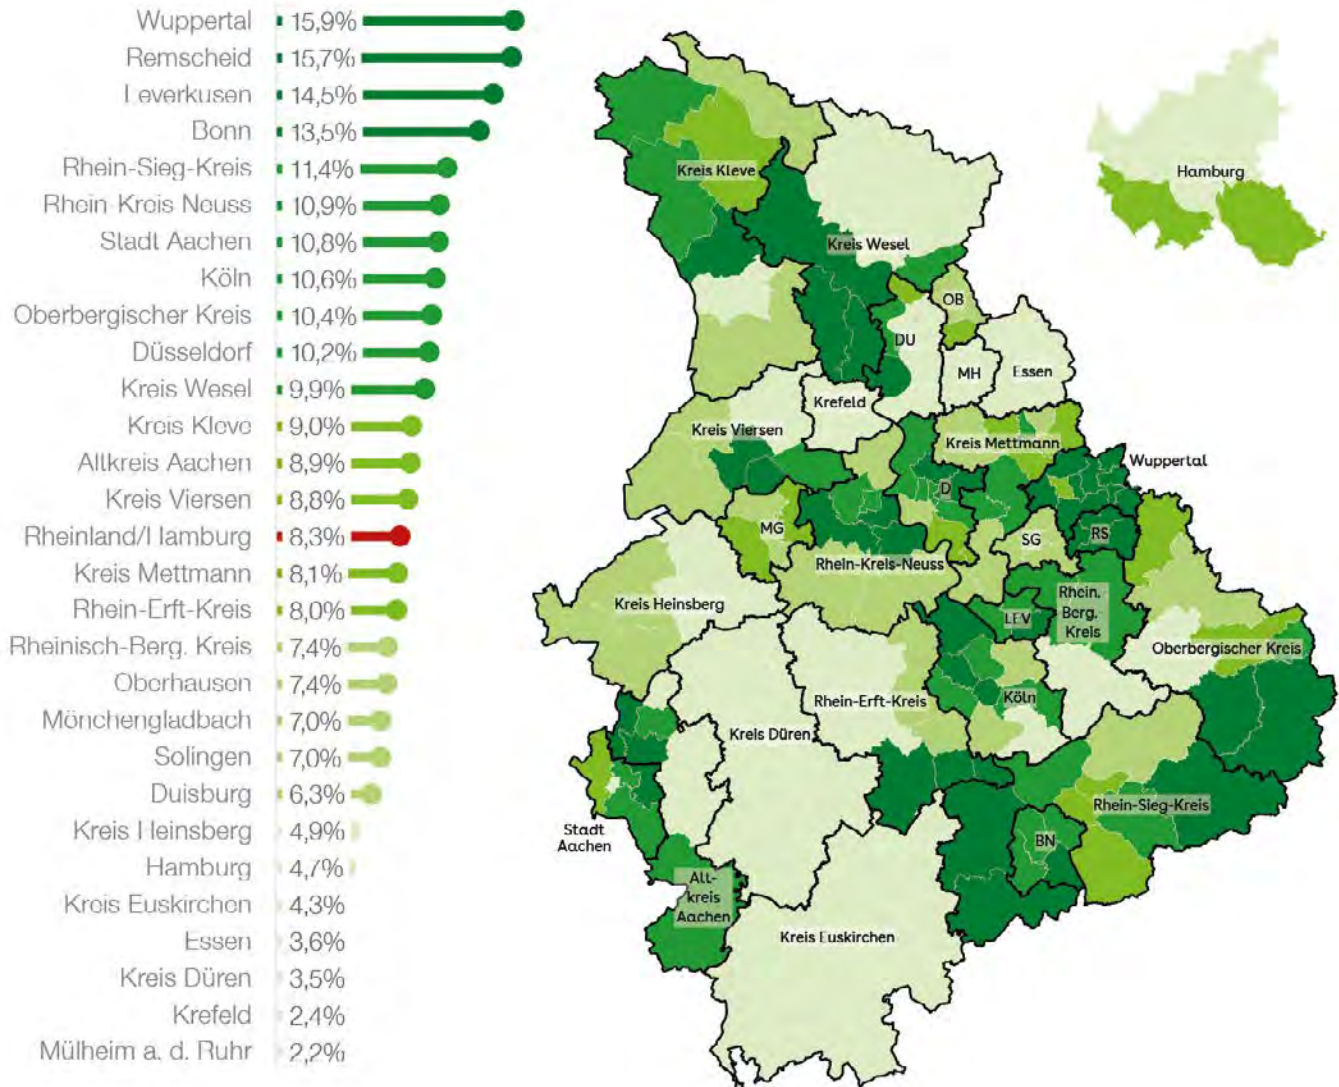 Wuppertal 15,9%
Remscheid 15,7%
Leverkusen 14,5%
Bonn 13,5%
Rhein-Sieg-Kreis 11,4%
Rhein-Kreis Neuss 10,9%
Stadt Aachen 10,8%
Köln 10,6%
Oberbergischer Kreis 10,4%
Düsseldorf 10,2%
Kreis Wesel 9,9%
Kreis Kleve 9,0%
Altkreis Aachen 8,9%
Kreis Viersen 8,8%
Rheinland/Hamburg 8,3%
Kreis Mettmann 8,1%
Rhein-Erft-Kreis 8,0%
Rheinisch-Berg. Kreis 7,4%
Oberhausen 7,4%
Mönchengladbach 7,0%
Solingen 7,0%
Duisburg 6,3%
Kreis Heinsberg 4,9%
Hamburg 4,7%
Kreis Euskirchen 4,3%
Essen 3,6%
Kreis Düren 3,5%
Krefeld 2,4%
Mülheim a. d. Ruhr 2,2%
Kreis Kleve
Hamburg
Kreis Wesel
OB
DU
MH
Essen
Krefeld
Kreis Viersen
Kreis Mettmann
Wuppertal
D
MG
SG
RS
Rhein-Kreis-Neuss
Kreis Heinsberg
LEV
Rhein.
Berg.-
Kreis
Oberbergischer Kreis
Rhein-Erft-Kreis
Köln
Kreis Düren
Rhein-Sieg-Kreis
Stadt
Aachen
BN
Alt-
kreis
Aachen
Kreis Euskirchen